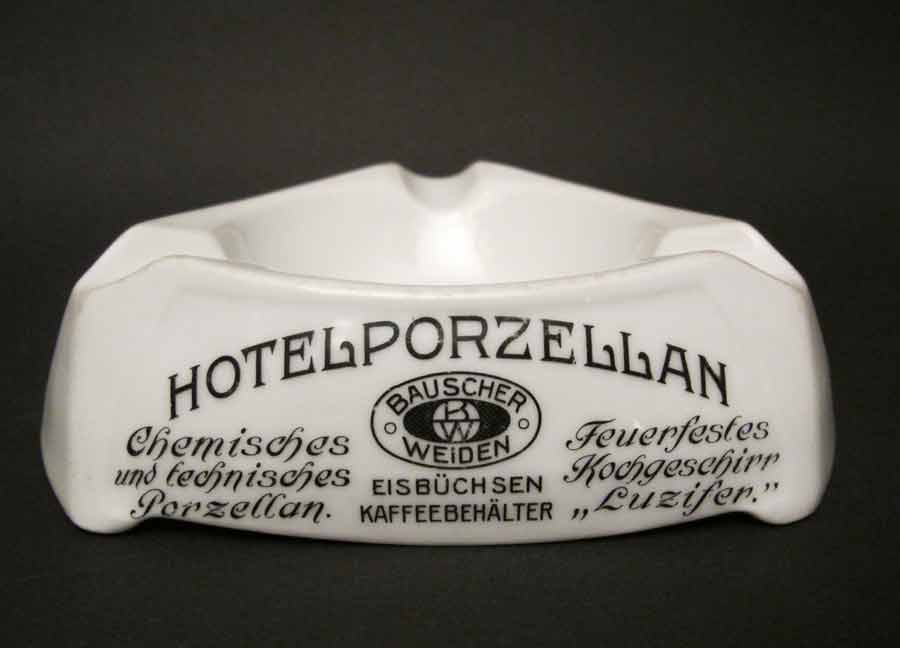 HOTELPORZELLAN
BAUSCHER
BW
WEiDEN
Chemisches
und technisches
Porzellan.
EISBÜCHSEN
KAFFEEBEHÄLTER
Feuerfestes
Kochgeschirr
„Luzifer.”